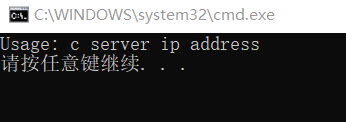 C:\WINDOWS\system32\cmd.exe
Usage: c server ip address
请按任意键继续. . .